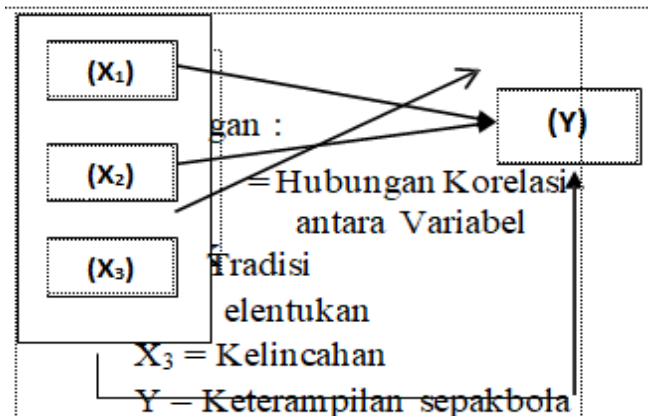 (X₁)
gan :
(Y)
(X₂)
= Hubungan Korelasi
antara Variabel
(X₃)
Tradisi
elentukan
X₃ = Kelincahan
Y = Keterampilan sepakbola